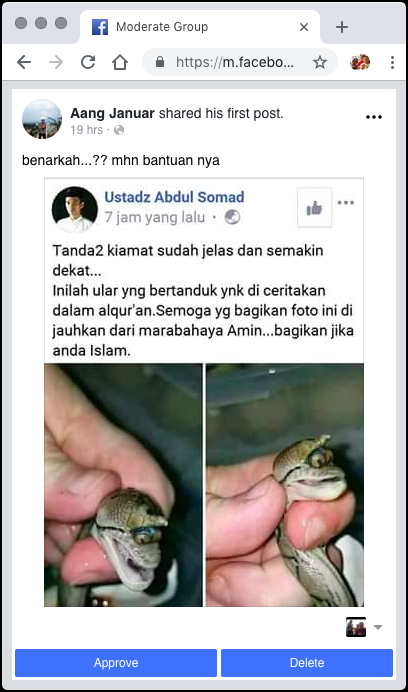 Moderate Group
https://m.facebo...
Aang Januar shared his first post.
19 hrs ·
benarkah...?? mhn bantuan nya
Ustadz Abdul Somad
7 jam yang lalu ·
Tanda2 kiamat sudah jelas dan semakin
dekat...
Inilah ular yng bertanduk ynk di ceritakan
dalam alqur'an.Semoga yg bagikan foto ini di
jauhkan dari marabahaya Amin...bagikan jika
anda Islam.
Approve
Delete